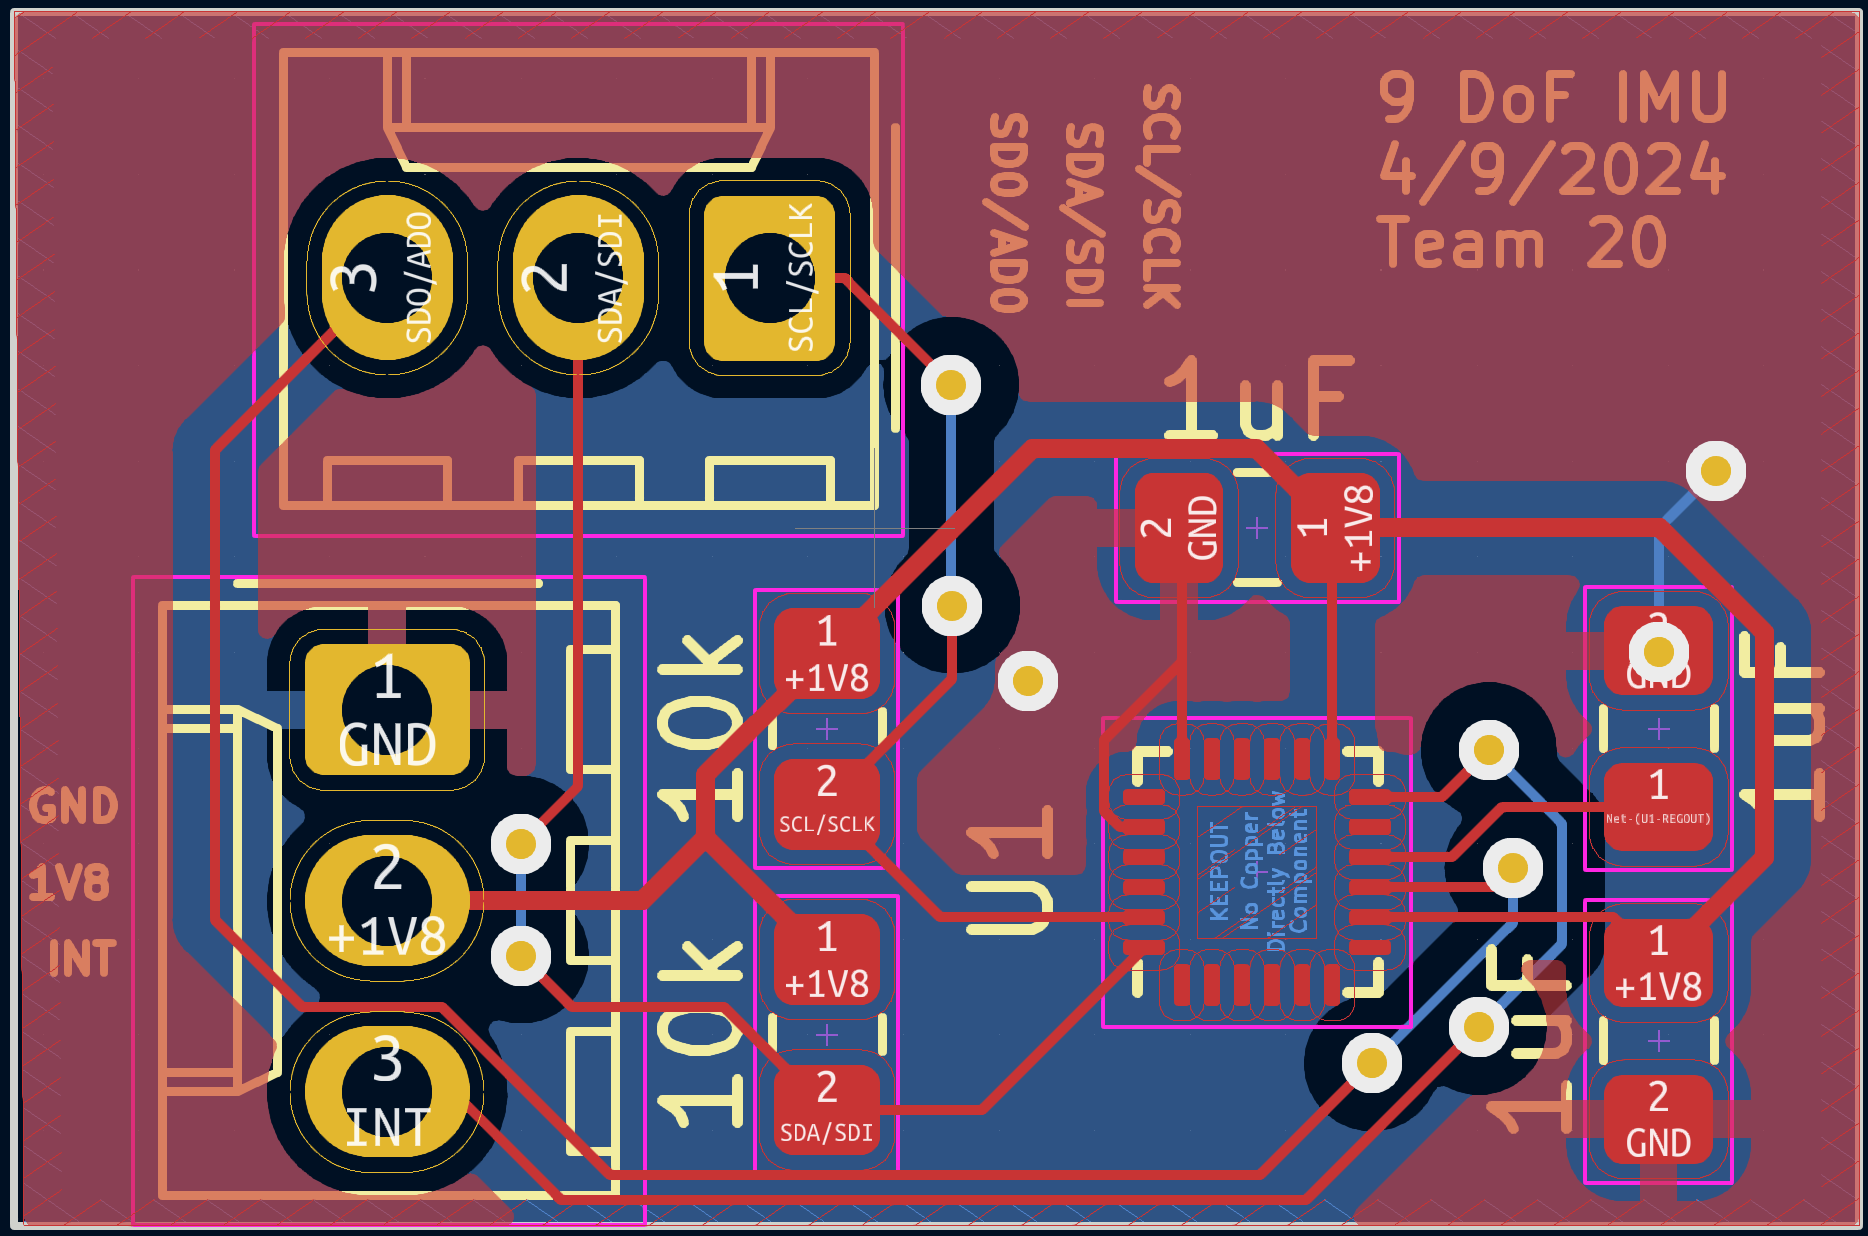 9 DoF IMU
4/9/2024
Team 20
SDO/ADO
SDA/SDI
SCL/SCLK
3
SDO/ADO
2
SDA/SDI
1
SCL/SCLK
1uF
2
GND
1
+1V8
1
GND
2
+1V8
3
INT
GND
1V8
INT
10k
1
+1V8
2
SCL/SCLK
10k
1
+1V8
2
SDA/SDI
U1
KEEPOUT
No Copper
Directly Below
Component
1uF
2
GND
1
Net-(U1-REGOUT)
1uF
1
+1V8
2
GND